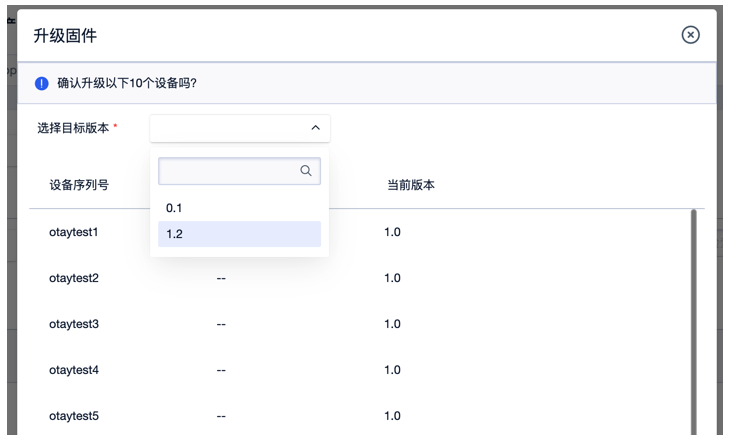 升级固件
确认升级以下10个设备吗?
选择目标版本 *
设备序列号 当前版本
0.1
1.2
otaytest1 1.0
otaytest2 -- 1.0
otaytest3 -- 1.0
otaytest4 -- 1.0
otaytest5 -- 1.0